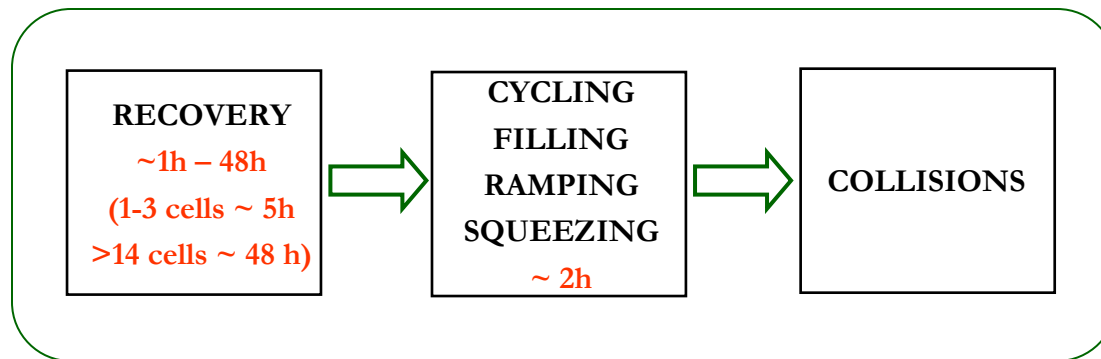 RECOVERY
~1h – 48h
(1-3 cells ~ 5h
>14 cells ~ 48 h)
CYCLING
FILLING
RAMPING
SQUEEZING
~ 2h
COLLISIONS